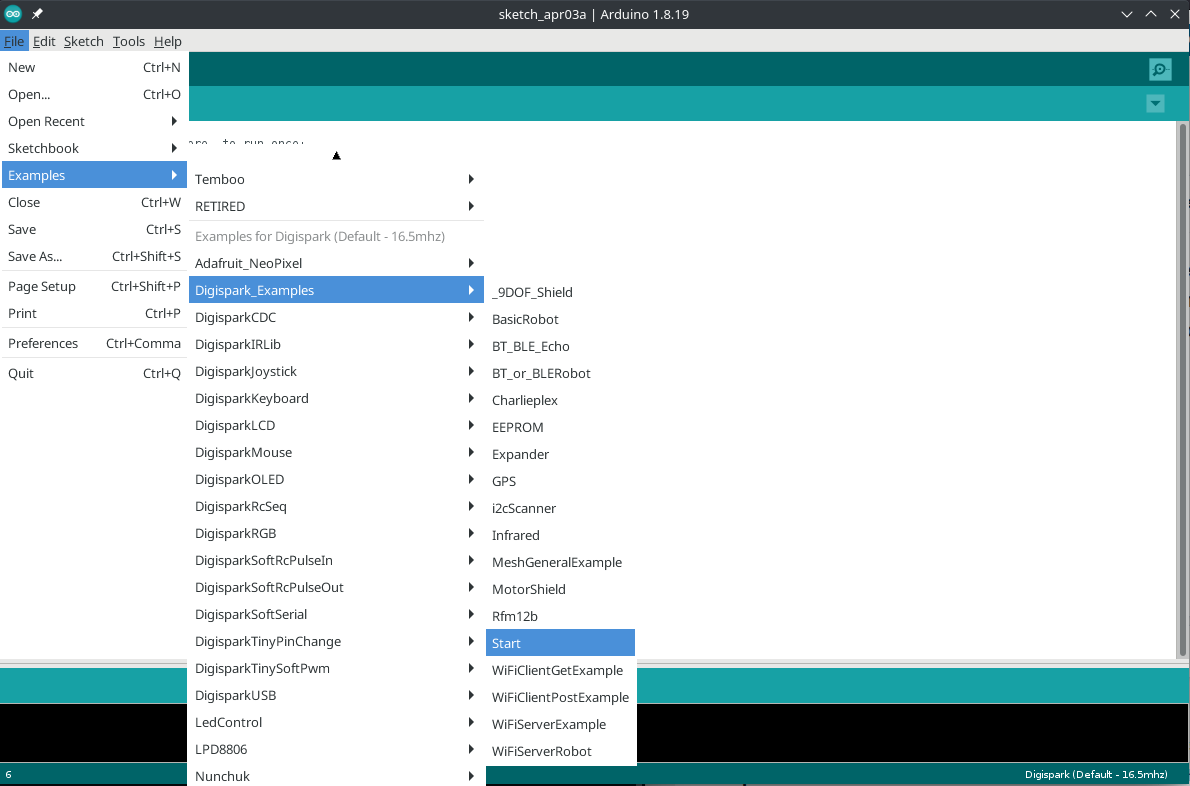 sketch_apr03a | Arduino 1.8.19
File Edit Sketch Tools Help
New Ctrl+N
Open... Ctrl+O
Open Recent
Sketchbook
Examples
Close Ctrl+W
Save Ctrl+S
Save As... Ctrl+Shift+S
Page Setup Ctrl+Shift+P
Print Ctrl+P
Preferences Ctrl+Comma
Quit Ctrl+Q
Temboo
RETIRED
Examples for Digispark (Default - 16.5mhz)
Adafruit_NeoPixel
Digispark_Examples
DigisparkCDC
DigisparkIRLib
DigisparkJoystick
DigisparkKeyboard
DigisparkLCD
DigisparkMouse
DigisparkOLED
DigisparkRcSeq
DigisparkRGB
DigisparkSoftRcPulseIn
DigisparkSoftRcPulseOut
DigisparkSoftSerial
DigisparkTinyPinChange
DigisparkTinySoftPwm
DigisparkUSB
LedControl
LPD8806
Nunchuk
_9DOF_Shield
BasicRobot
BT_BLE_Echo
BT_or_BLERobot
Charlieplex
EEPROM
Expander
GPS
i2cScanner
Infrared
MeshGeneralExample
MotorShield
Rfm12b
Start
WiFiClientGetExample
WiFiClientPostExample
WiFiServerExample
WiFiServerRobot
6
Digispark (Default - 16.5mhz)